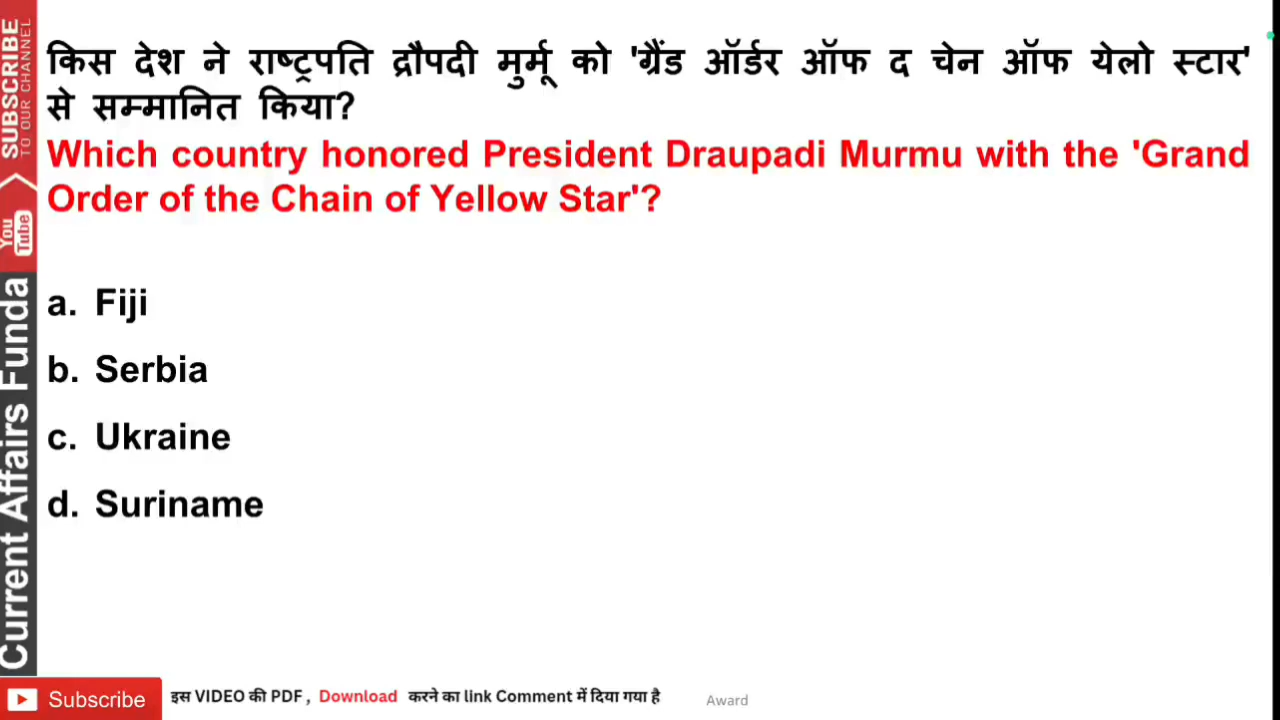 किस देश ने राष्ट्रपति द्रौपदी मुर्मू को 'ग्रैंड ऑर्डर ऑफ द चेन ऑफ येलो स्टार'
से सम्मानित किया?
Which country honored President Draupadi Murmu with the 'Grand
Order of the Chain of Yellow Star'?
a. Fiji
b. Serbia
c. Ukraine
d. Suriname
SUBSCRIBE
TO OUR CHANNEL
You
Tube
Current Affairs Funda
Subscribe
इस VIDEO की PDF , Download करने का link Comment में दिया गया है
Award